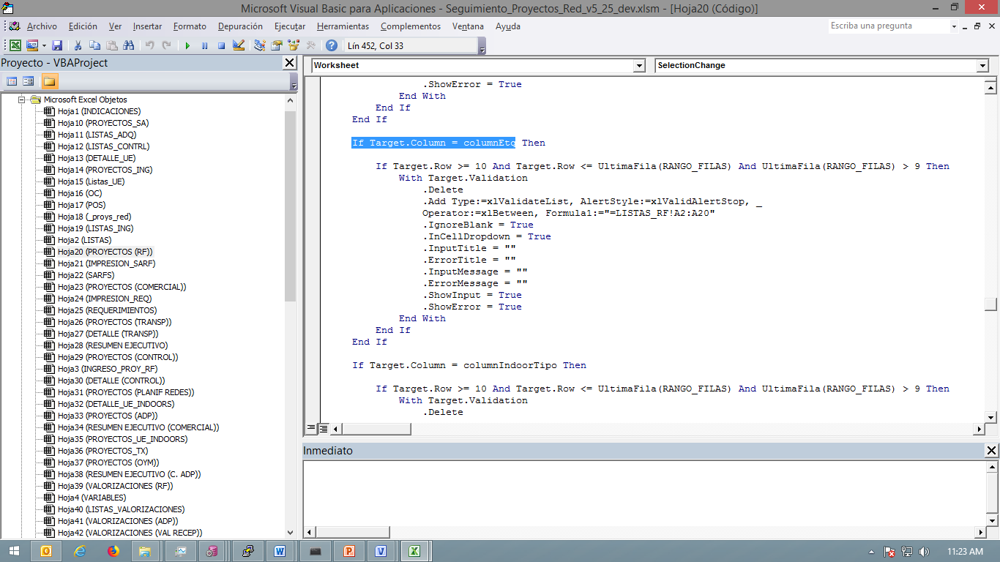 Microsoft Visual Basic para Aplicaciones - Seguimiento_Proyectos_Red_v5_25_dev.xlsm - [Hoja20 (Código)]
Archivo Edición Ver Insertar Formato Depuración Ejecutar Herramientas Complementos Ventana Ayuda Escriba una pregunta
Lín 452, Col 33
Proyecto - VBAProject
Microsoft Excel Objetos
Hoja1 (INDICACIONES)
Hoja10 (PROYECTOS_SA)
Hoja11 (LISTAS_ADQ)
Hoja12 (LISTAS_CONTRL)
Hoja13 (DETALLE_UE)
Hoja14 (PROYECTOS_ING)
Hoja15 (Listas_UE)
Hoja16 (OC)
Hoja17 (POS)
Hoja18 (_proys_red)
Hoja19 (LISTAS_ING)
Hoja2 (LISTAS)
Hoja20 (PROYECTOS (RF))
Hoja21 (IMPRESION_SARF)
Hoja22 (SARFS)
Hoja23 (PROYECTOS (COMERCIAL))
Hoja24 (IMPRESION_REQ)
Hoja25 (REQUERIMIENTOS)
Hoja26 (PROYECTOS (TRANSP))
Hoja27 (DETALLE (TRANSP))
Hoja28 (RESUMEN EJECUTIVO)
Hoja29 (PROYECTOS (CONTROL))
Hoja3 (INGRESO_PROY_RF)
Hoja30 (DETALLE (CONTROL))
Hoja31 (PROYECTOS (PLANIF REDES))
Hoja32 (DETALLE_UE_INDOORS)
Hoja33 (PROYECTOS (ADP))
Hoja34 (RESUMEN EJECUTIVO (COMERCIAL))
Hoja35 (PROYECTOS_UE_INDOORS)
Hoja36 (PROYECTOS_TX)
Hoja37 (PROYECTOS (OYM))
Hoja38 (RESUMEN EJECUTIVO (C. ADP))
Hoja39 (VALORIZACIONES (RF))
Hoja4 (VARIABLES)
Hoja40 (LISTAS_VALORIZACIONES)
Hoja41 (VALORIZACIONES (ADP))
Hoja42 (VALORIZACIONES (VAL RECEP))
Worksheet
SelectionChange
.ShowError = True
End With
End If
End If
If Target.Column = columnEtq Then
If Target.Row >= 10 And Target.Row <= UltimaFila(RANGO_FILAS) And UltimaFila(RANGO_FILAS) > 9 Then
With Target.Validation
.Delete
.Add Type:=xlValidateList, AlertStyle:=xlValidAlertStop, _
Operator:=xlBetween, Formula1:="=LISTAS_RF!A2:A20"
.IgnoreBlank = True
.InCellDropdown = True
.InputTitle = ""
.ErrorTitle = ""
.InputMessage = ""
.ErrorMessage = ""
.ShowInput = True
.ShowError = True
End With
End If
End If
If Target.Column = columnIndoorTipo Then
If Target.Row >= 10 And Target.Row <= UltimaFila(RANGO_FILAS) And UltimaFila(RANGO_FILAS) > 9 Then
With Target.Validation
.Delete
Inmediato
11:23 AM